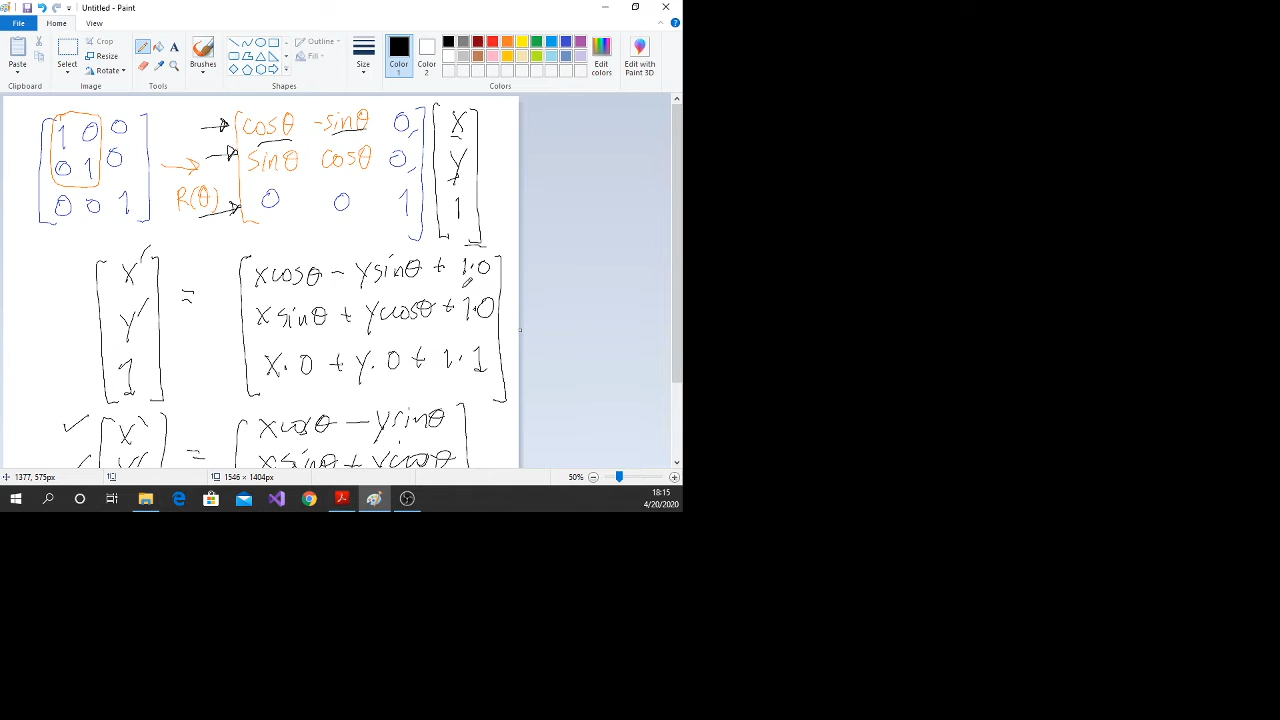 Untitled - Paint
File Home View
Paste
Clipboard
Select
Crop
Resize
Rotate
Image
Tools
Brushes
Shapes
Outline
Fill
Size
Color 1
Color 2
Edit colors
Edit with Paint 3D
Colors
1 0 0
0 1 0
0 0 1
R(θ)
cosθ -sinθ 0
sinθ cosθ 0
0 0 1
X
y
1
x'
y'
1
=
xcosθ - ysinθ + 1.0
xsinθ + ycosθ + 1.0
x.0 + y.0 + 1.1
x' = xcosθ - ysinθ
xsinθ + ycosθ
1377, 575px
1546 × 1404px
50%
18:15
4/20/2020